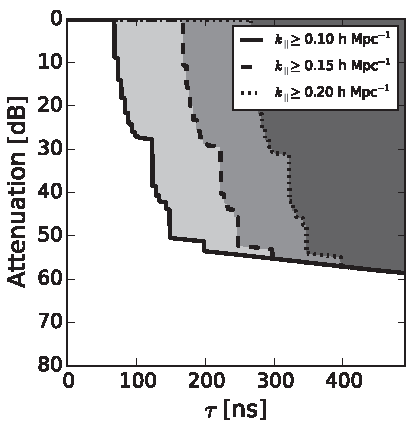 0
10
20
30
40
50
60
70
80
Attenuation [dB]
k∥ ≥ 0.10 h Mpc⁻¹
k∥ ≥ 0.15 h Mpc⁻¹
k∥ ≥ 0.20 h Mpc⁻¹
0 100 200 300 400
τ [ns]